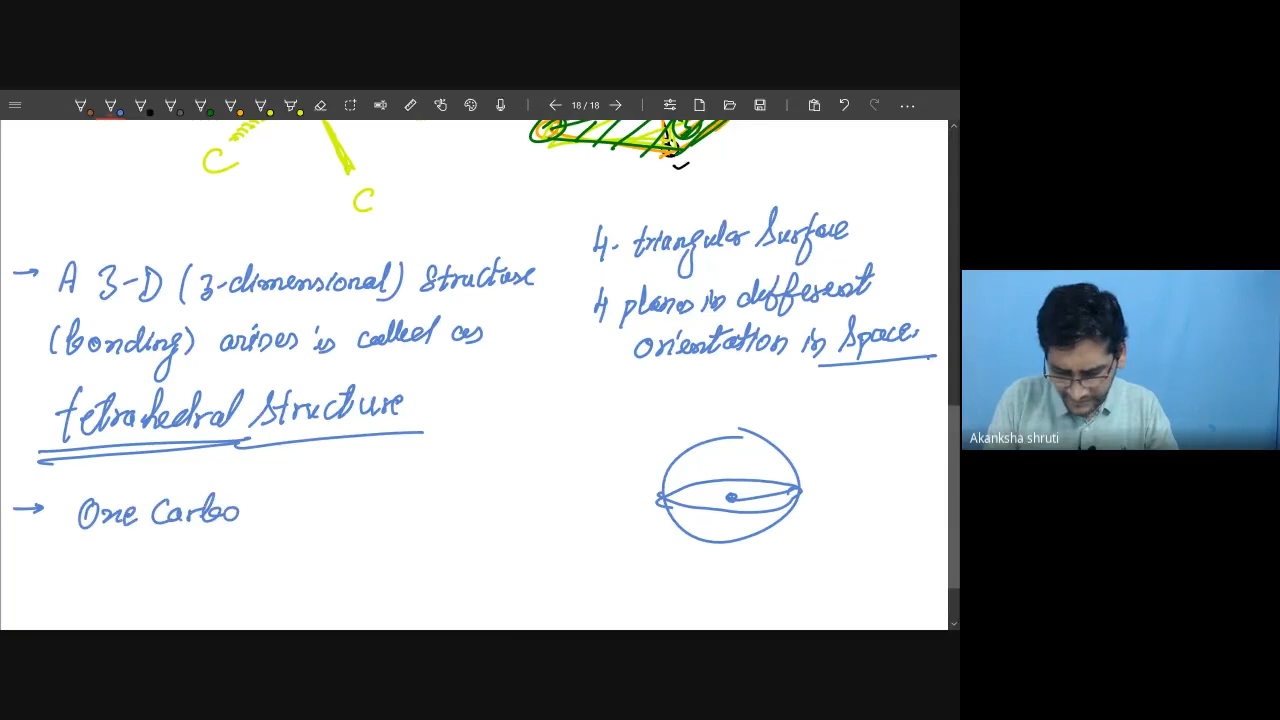 18 / 18
C
C
4. triangular Surface
→ A 3-D (3-dimensional) Structure
4 planes in different
(bonding) arises is called as
orientation in Space.
tetrahedral Structure
Akanksha shruti
→ One Carbo